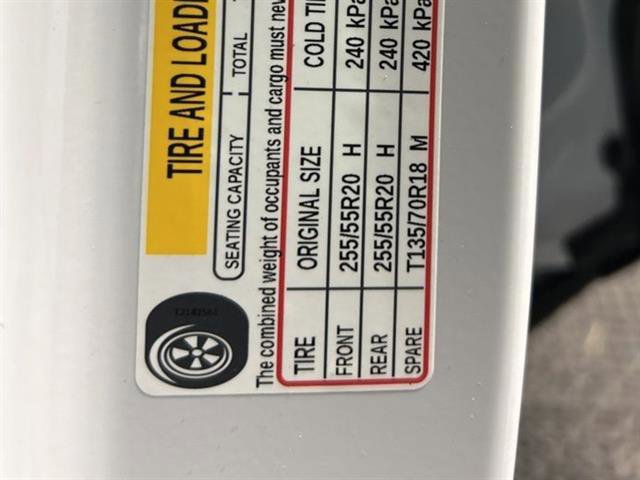 TIRE AND LOADI
SEATING CAPACITY TOTAL
The combined weight of occupants and cargo must nev
TIRE ORIGINAL SIZE COLD TI
FRONT 255/55R20 H 240 kPa
REAR 255/55R20 H 240 kPa
SPARE T135/70R18 M 420 kPa